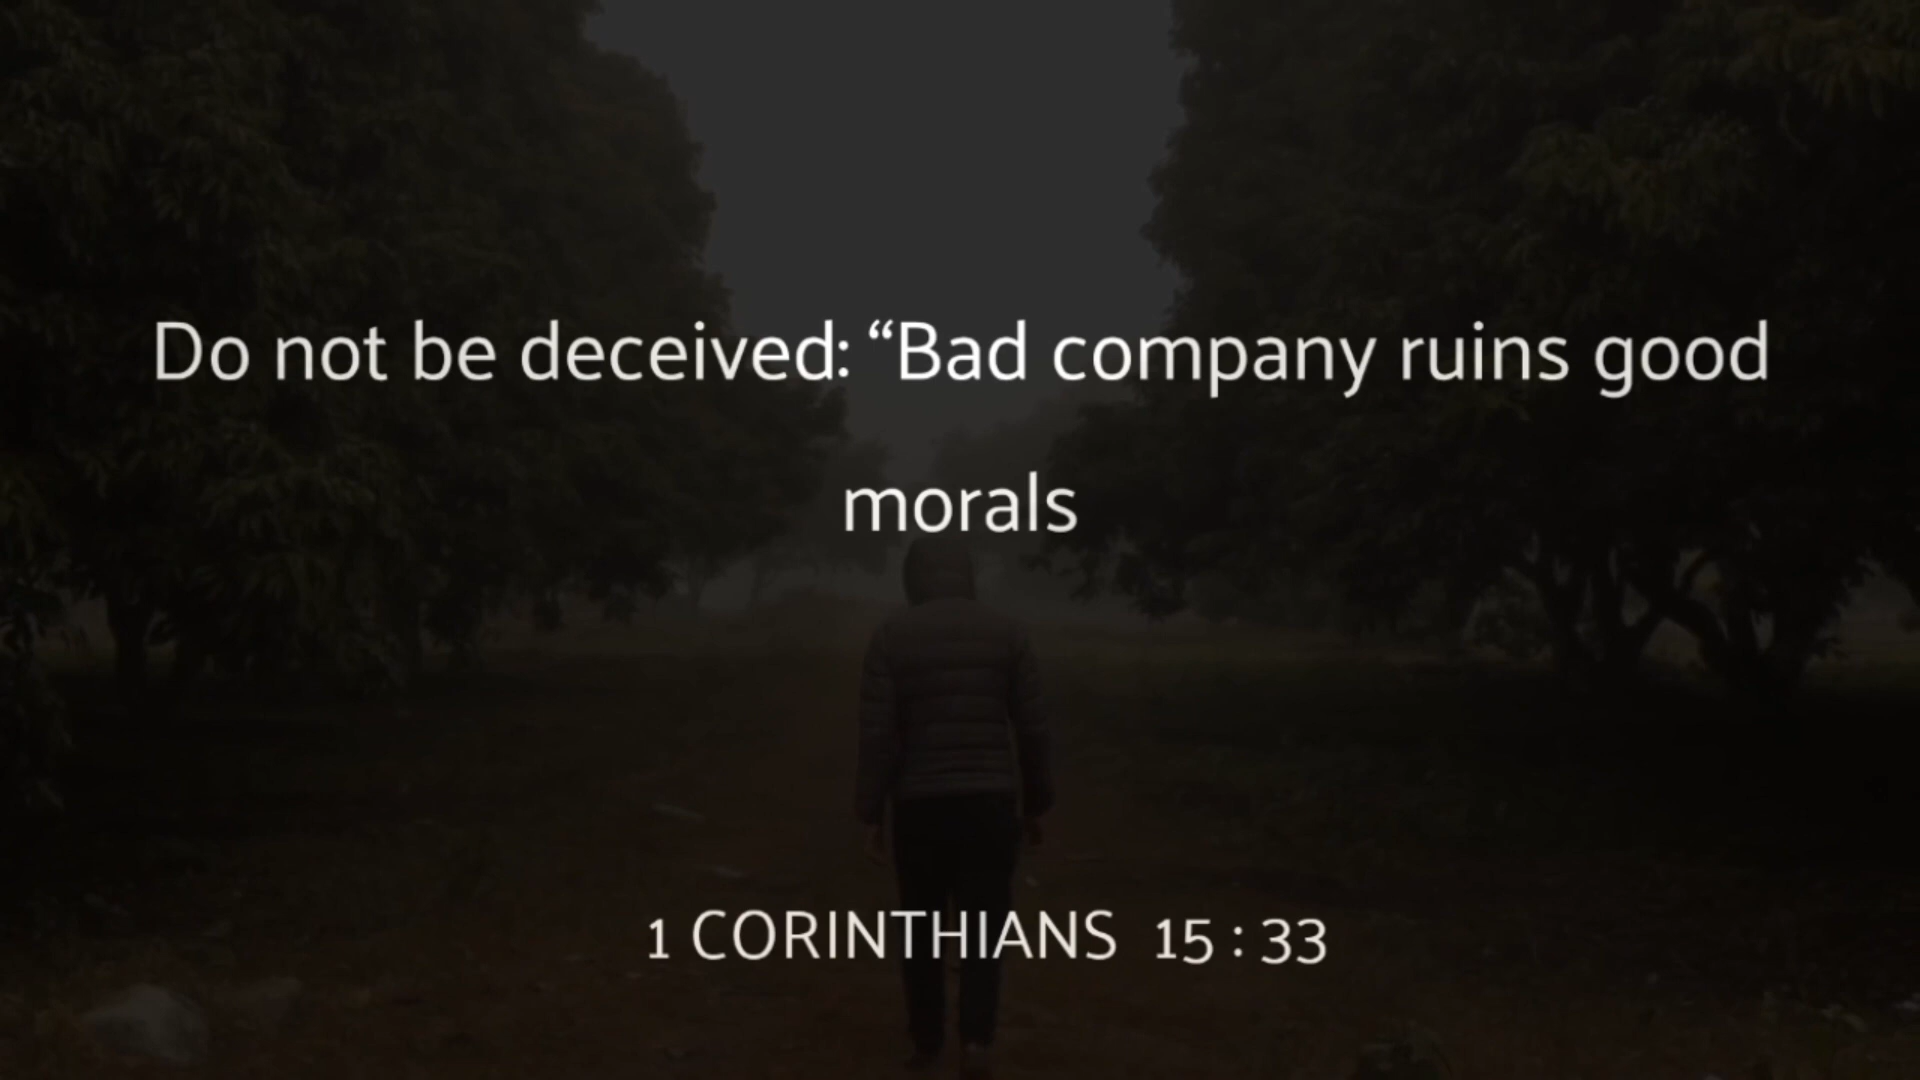 Do not be deceived: “Bad company ruins good
morals
1 CORINTHIANS 15 : 33